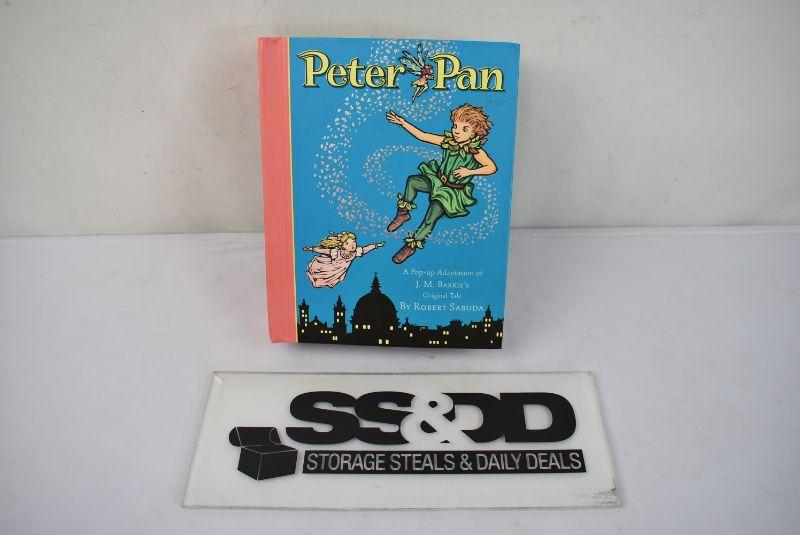 Peter Pan
A Pop-up Adaptation of
J. M. BARRIE'S
Original Tale
BY ROBERT SABUDA
SS&DD
STORAGE STEALS & DAILY DEALS